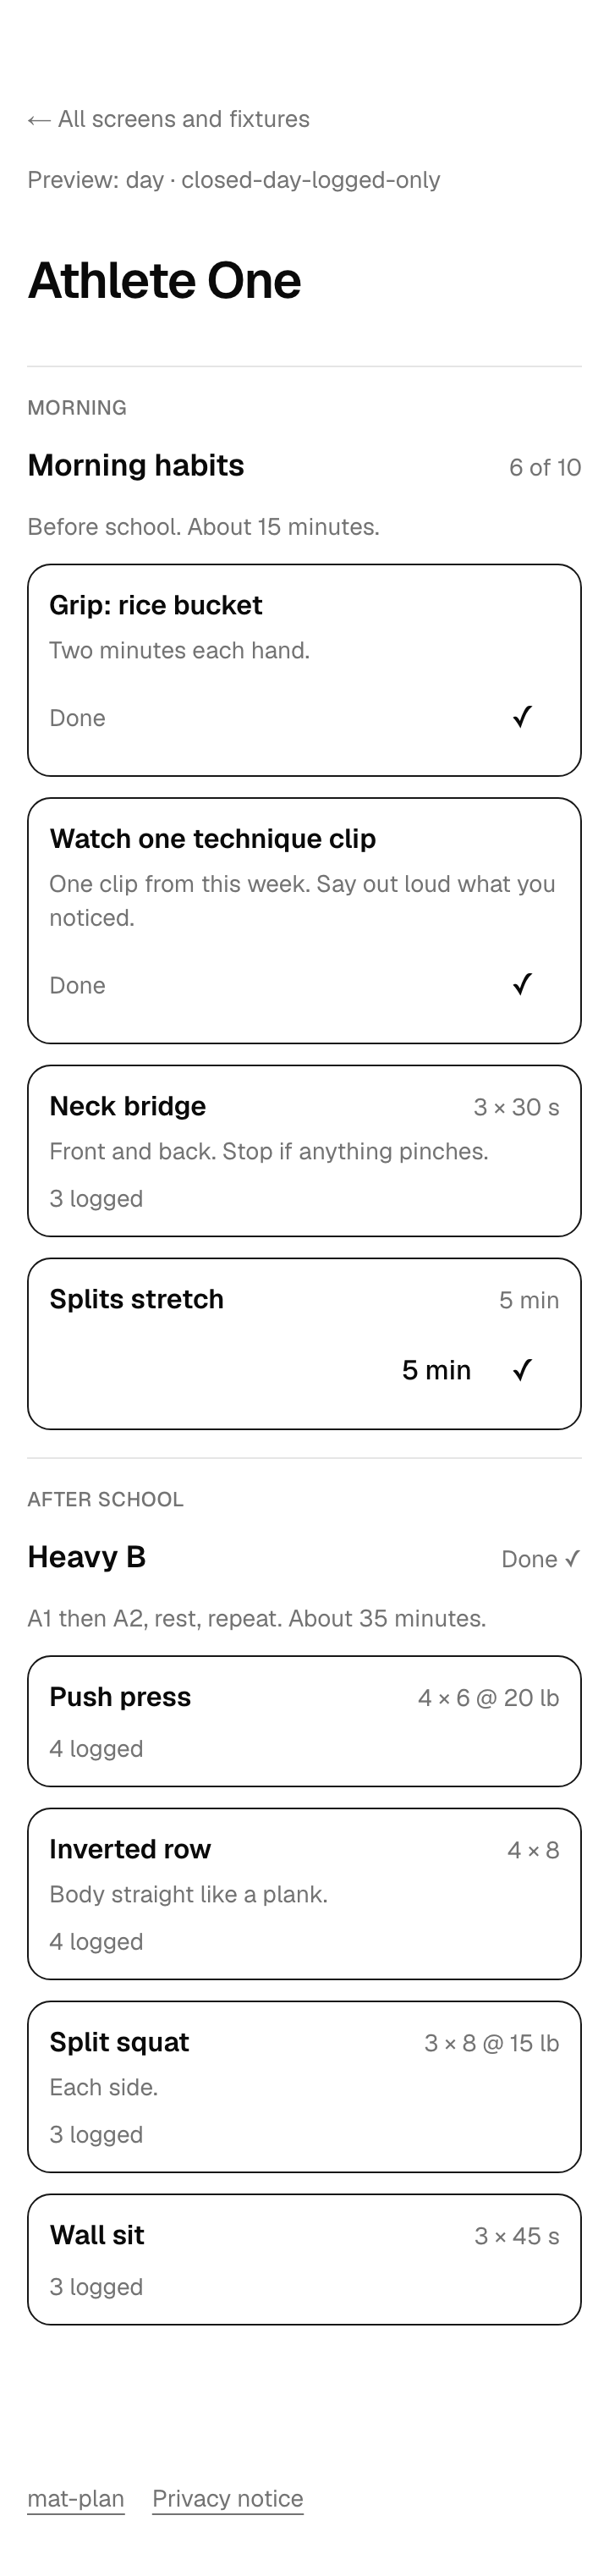 ← All screens and fixtures
Preview: day · closed-day-logged-only
Athlete One
MORNING
Morning habits 6 of 10
Before school. About 15 minutes.
Grip: rice bucket
Two minutes each hand.
Done ✓
Watch one technique clip
One clip from this week. Say out loud what you
noticed.
Done ✓
Neck bridge 3 × 30 s
Front and back. Stop if anything pinches.
3 logged
Splits stretch 5 min
5 min ✓
AFTER SCHOOL
Heavy B Done ✓
A1 then A2, rest, repeat. About 35 minutes.
Push press 4 × 6 @ 20 lb
4 logged
Inverted row 4 × 8
Body straight like a plank.
4 logged
Split squat 3 × 8 @ 15 lb
Each side.
3 logged
Wall sit 3 × 45 s
3 logged
mat-plan Privacy notice